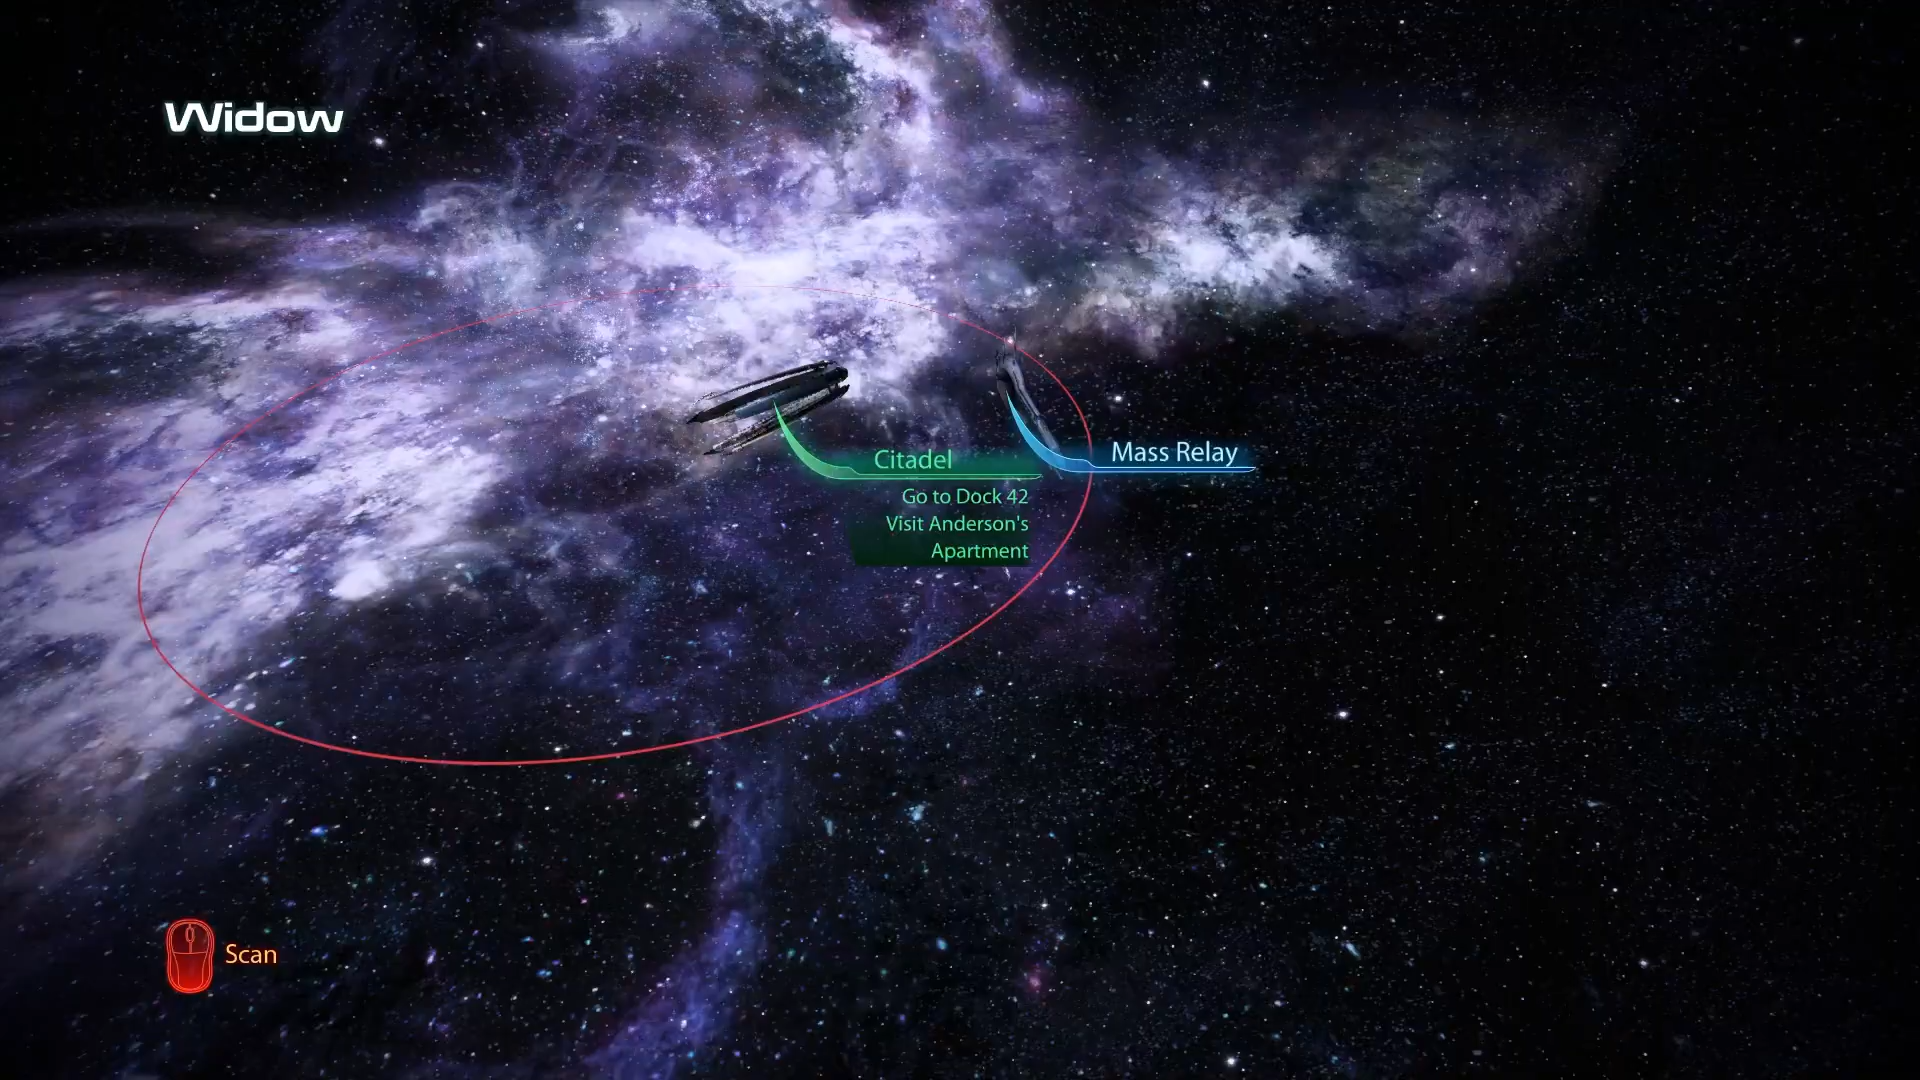 Widow
Citadel
Mass Relay
Go to Dock 42
Visit Anderson's
Apartment
Scan